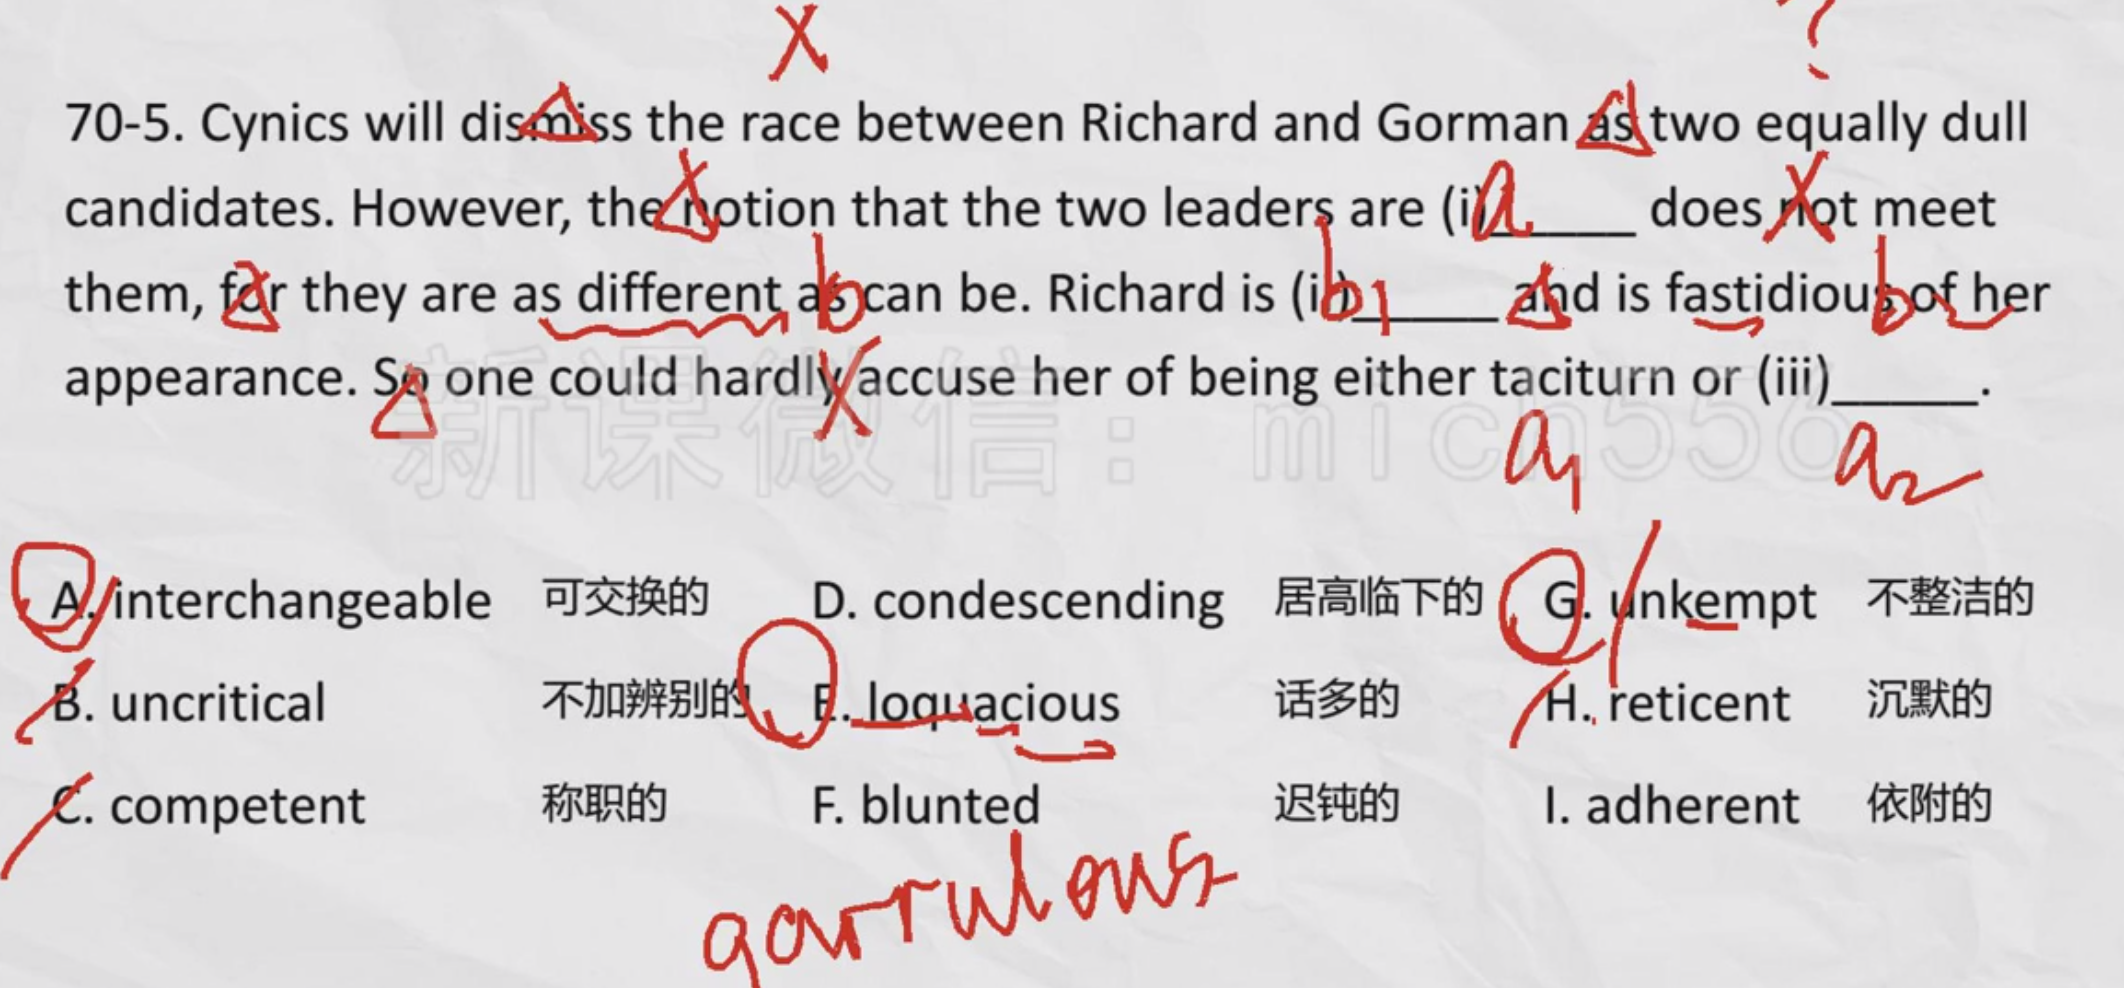 X
?
70-5. Cynics will dismiss the race between Richard and Gorman as two equally dull
candidates. However, the notion that the two leaders are (i)_____ does not meet
them, for they are as different as can be. Richard is (ii)_____ and is fastidious of her
appearance. So one could hardly accuse her of being either taciturn or (iii)_____.
a
b
b1
b2
a1
a2
新课微信：mich556
A. interchangeable 可交换的 D. condescending 居高临下的 G. unkempt 不整洁的
B. uncritical 不加辨别的 E. loquacious 话多的 H. reticent 沉默的
C. competent 称职的 F. blunted 迟钝的 I. adherent 依附的
garrulous